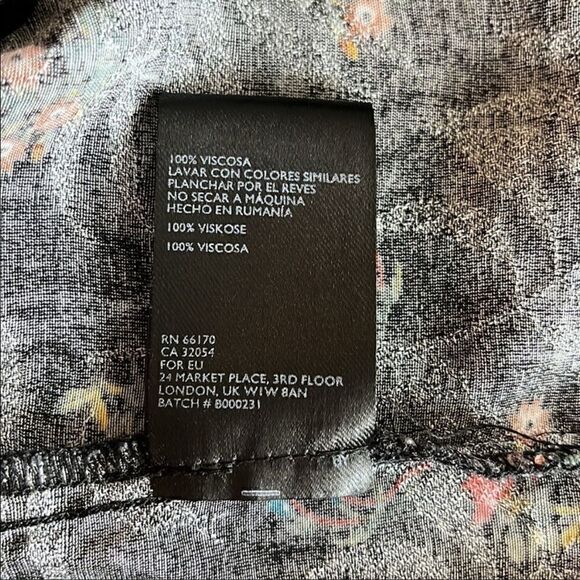 100% VISCOSA
LAVAR CON COLORES SIMILARES
PLANCHAR POR EL REVES
NO SECAR A MÁQUINA
HECHO EN RUMANÍA
100% VISKOSE
100% VISCOSA
RN 66170
CA 32054
FOR EU
24 MARKET PLACE, 3RD FLOOR
LONDON, UK W1W 8AN
BATCH # B000231